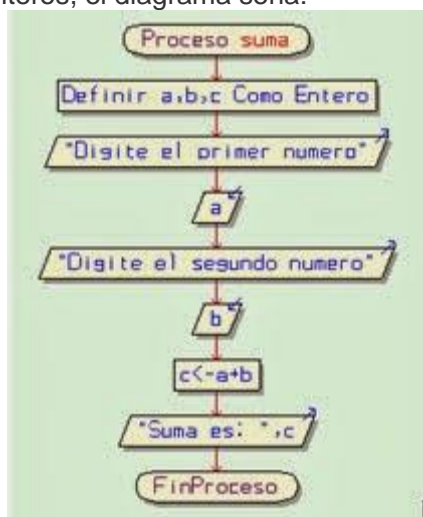 el diagrama sería:
Proceso suma
Definir a,b,c Como Entero
"Digite el primer numero"
a
"Digite el segundo numero"
b
c<-a+b
"Suma es: ",c
FinProceso